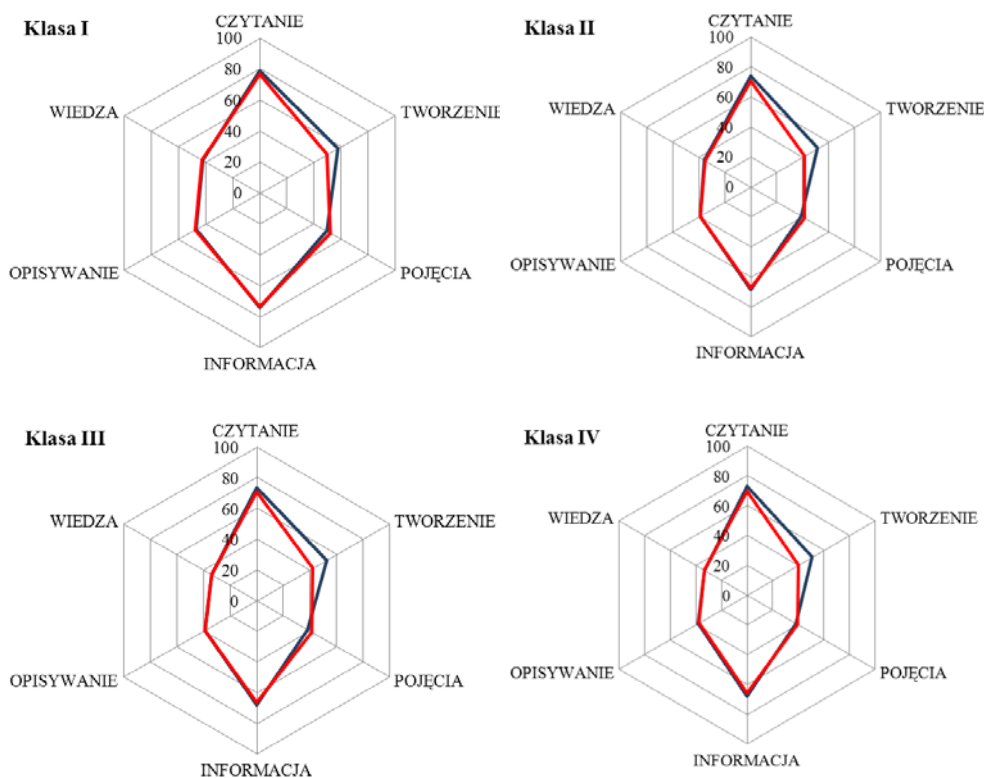 Klasa I
CZYTANIE
100
80
60
40
20
0
WIEDZA
TWORZENIE
OPISYWANIE
POJĘCIA
INFORMACJA
Klasa II
CZYTANIE
100
80
60
40
20
0
WIEDZA
TWORZENIE
OPISYWANIE
POJĘCIA
INFORMACJA
Klasa III
CZYTANIE
100
80
60
40
20
0
WIEDZA
TWORZENIE
OPISYWANIE
POJĘCIA
INFORMACJA
Klasa IV
CZYTANIE
100
80
60
40
20
0
WIEDZA
TWORZENIE
OPISYWANIE
POJĘCIA
INFORMACJA